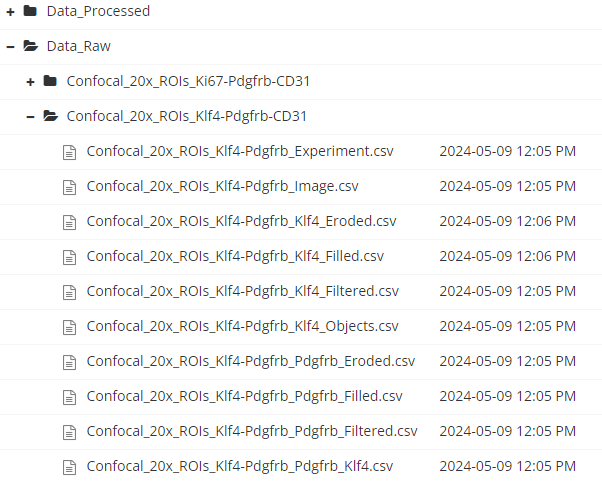 Data_Processed
Data_Raw
Confocal_20x_ROIs_Ki67-Pdgfrb-CD31
Confocal_20x_ROIs_Klf4-Pdgfrb-CD31
Confocal_20x_ROIs_Klf4-Pdgfrb_Experiment.csv 2024-05-09 12:05 PM
Confocal_20x_ROIs_Klf4-Pdgfrb_Image.csv 2024-05-09 12:05 PM
Confocal_20x_ROIs_Klf4-Pdgfrb_Klf4_Eroded.csv 2024-05-09 12:06 PM
Confocal_20x_ROIs_Klf4-Pdgfrb_Klf4_Filled.csv 2024-05-09 12:06 PM
Confocal_20x_ROIs_Klf4-Pdgfrb_Klf4_Filtered.csv 2024-05-09 12:05 PM
Confocal_20x_ROIs_Klf4-Pdgfrb_Klf4_Objects.csv 2024-05-09 12:05 PM
Confocal_20x_ROIs_Klf4-Pdgfrb_Pdgfrb_Eroded.csv 2024-05-09 12:05 PM
Confocal_20x_ROIs_Klf4-Pdgfrb_Pdgfrb_Filled.csv 2024-05-09 12:05 PM
Confocal_20x_ROIs_Klf4-Pdgfrb_Pdgfrb_Filtered.csv 2024-05-09 12:05 PM
Confocal_20x_ROIs_Klf4-Pdgfrb_Pdgfrb_Klf4.csv 2024-05-09 12:05 PM